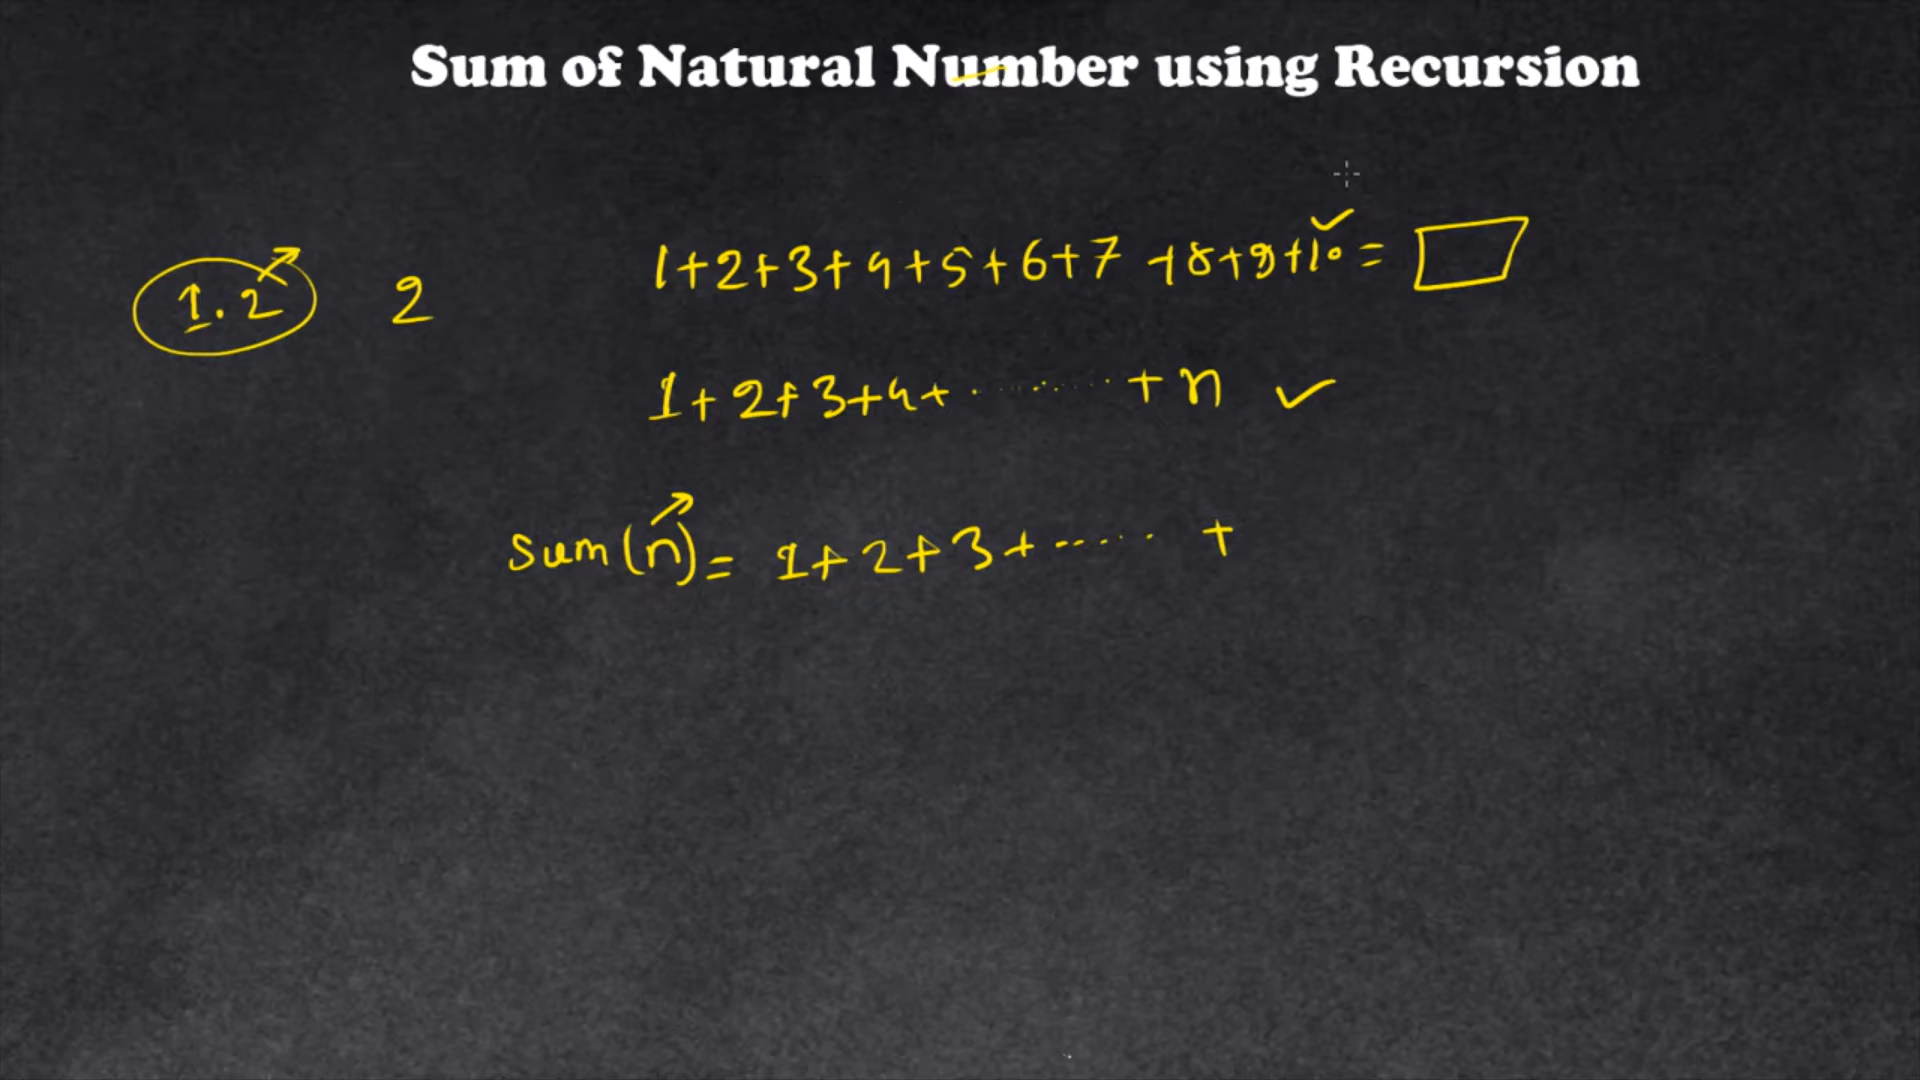 Sum of Natural Number using Recursion
1+2+3+4+5+6+7+8+9+10=
1.2 2
1+2+3+4+.........+n
sum(n)= 1+2+3+...... +